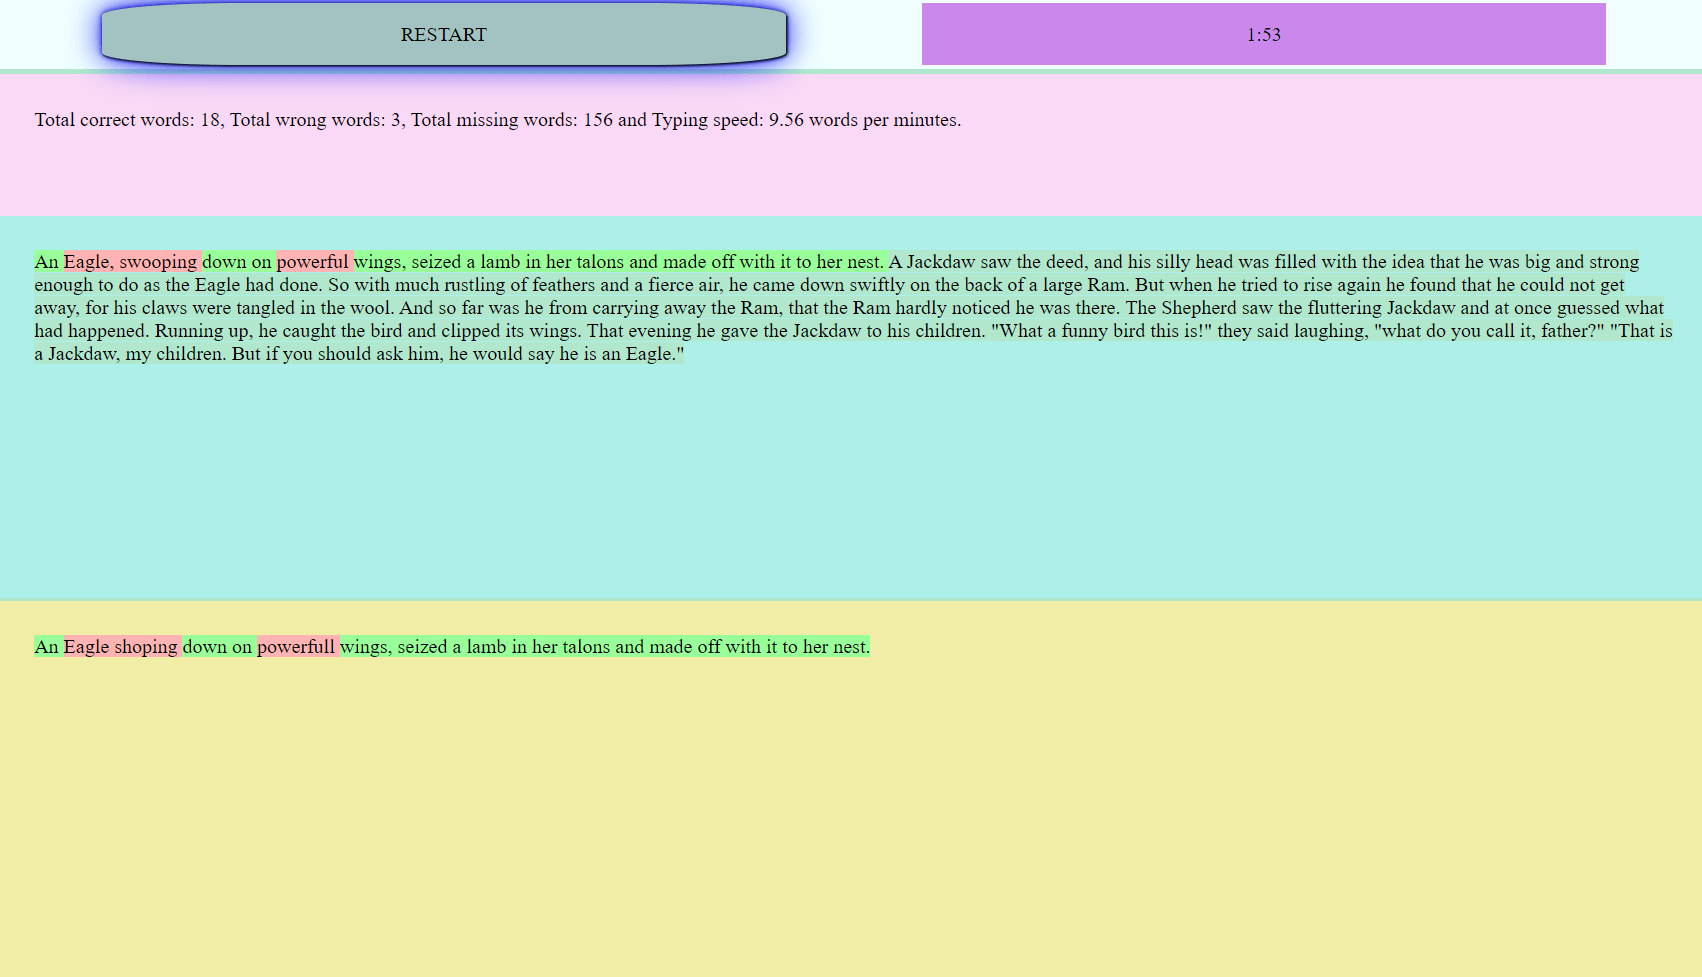 RESTART
1:53
Total correct words: 18, Total wrong words: 3, Total missing words: 156 and Typing speed: 9.56 words per minutes.
An Eagle, swooping down on powerful wings, seized a lamb in her talons and made off with it to her nest. A Jackdaw saw the deed, and his silly head was filled with the idea that he was big and strong
enough to do as the Eagle had done. So with much rustling of feathers and a fierce air, he came down swiftly on the back of a large Ram. But when he tried to rise again he found that he could not get
away, for his claws were tangled in the wool. And so far was he from carrying away the Ram, that the Ram hardly noticed he was there. The Shepherd saw the fluttering Jackdaw and at once guessed what
had happened. Running up, he caught the bird and clipped its wings. That evening he gave the Jackdaw to his children. "What a funny bird this is!" they said laughing, "what do you call it, father?" "That is
a Jackdaw, my children. But if you should ask him, he would say he is an Eagle."
An Eagle shoping down on powerfull wings, seized a lamb in her talons and made off with it to her nest.